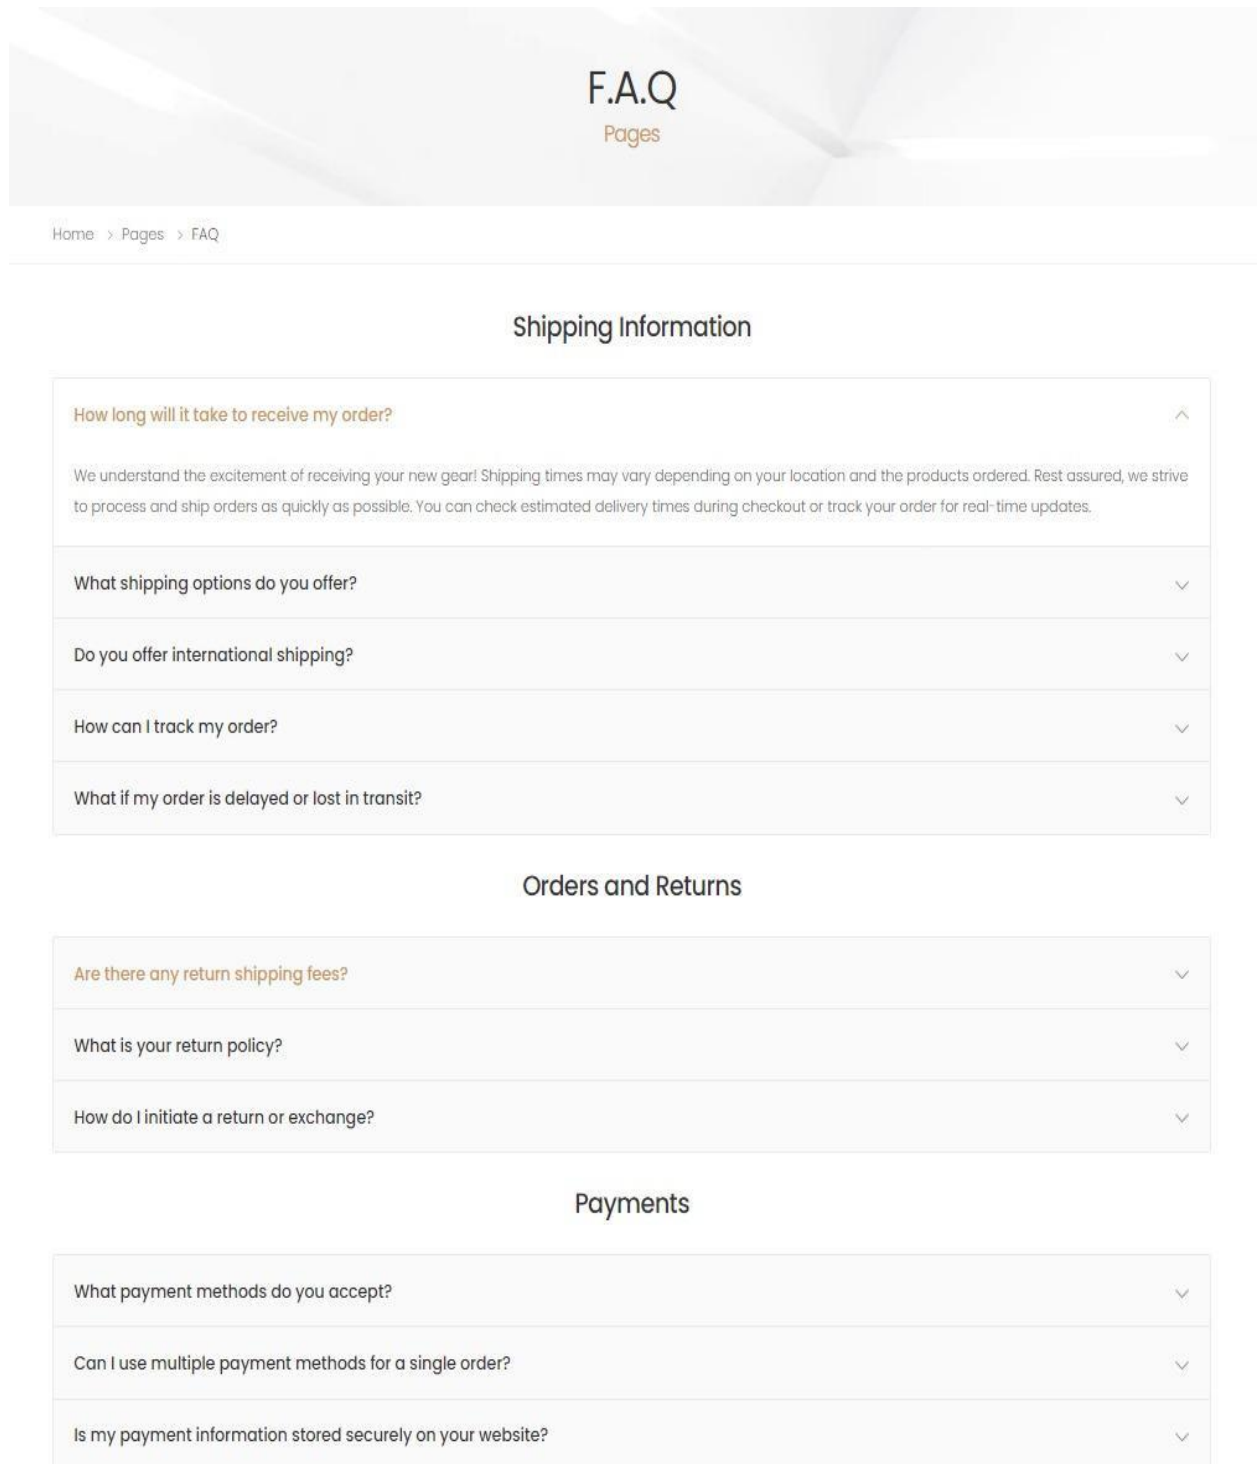 F.A.Q
Pages
Home > Pages > FAQ
Shipping Information
How long will it take to receive my order?
We understand the excitement of receiving your new gear! Shipping times may vary depending on your location and the products ordered. Rest assured, we strive
to process and ship orders as quickly as possible. You can check estimated delivery times during checkout or track your order for real-time updates.
What shipping options do you offer?
Do you offer international shipping?
How can I track my order?
What if my order is delayed or lost in transit?
Orders and Returns
Are there any return shipping fees?
What is your return policy?
How do I initiate a return or exchange?
Payments
What payment methods do you accept?
Can I use multiple payment methods for a single order?
Is my payment information stored securely on your website?